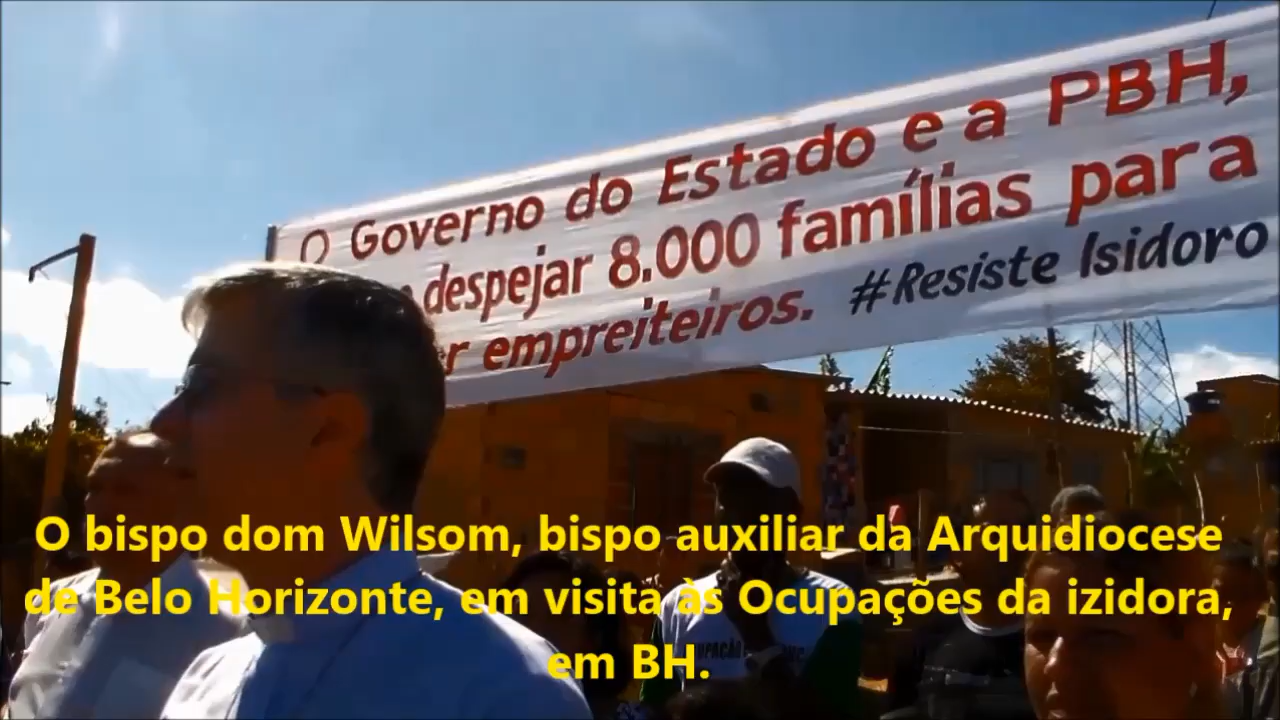 O Governo do Estado e a PBH,
despejar 8.000 famílias para
empreiteiros. #Resiste Isidoro
O bispo dom Wilsom, bispo auxiliar da Arquidiocese
de Belo Horizonte, em visita às Ocupações da izidora,
em BH.